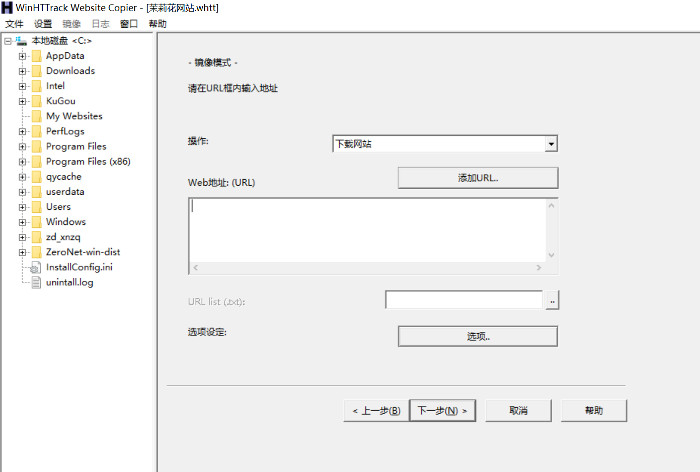 WinHTTrack Website Copier - [茉莉花网站.whtt]
文件 设置 镜像 日志 窗口 帮助
本地磁盘 <C:>
AppData
Downloads
Intel
KuGou
My Websites
PerfLogs
Program Files
Program Files (x86)
qycache
userdata
Users
Windows
zd_xnzq
ZeroNet-win-dist
InstallConfig.ini
unintall.log
- 镜像模式 -
请在URL框内输入地址
操作:
下载网站
Web地址: (URL)
添加URL..
URL list (.txt):
..
选项设定:
选项..
< 上一步(B)
下一步(N) >
取消
帮助